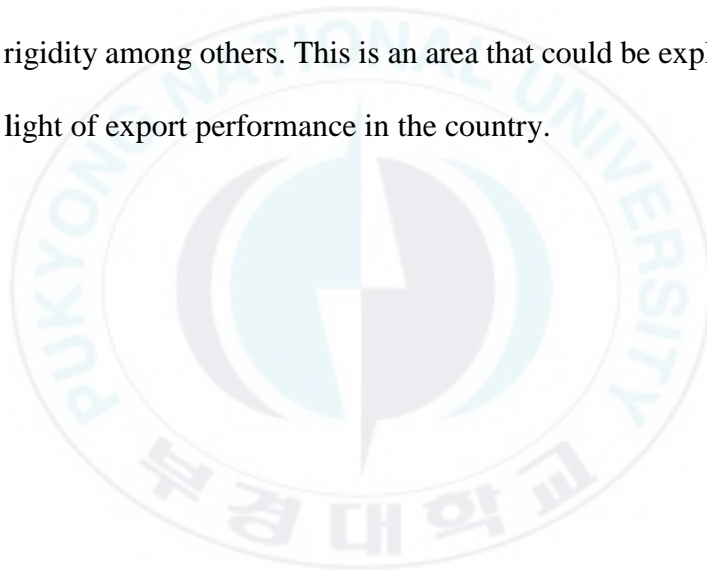 rigidity among others. This is an area that could be
light of export performance in the country.
PUKYONG NATIONAL UNIVERSITY
부경대학교